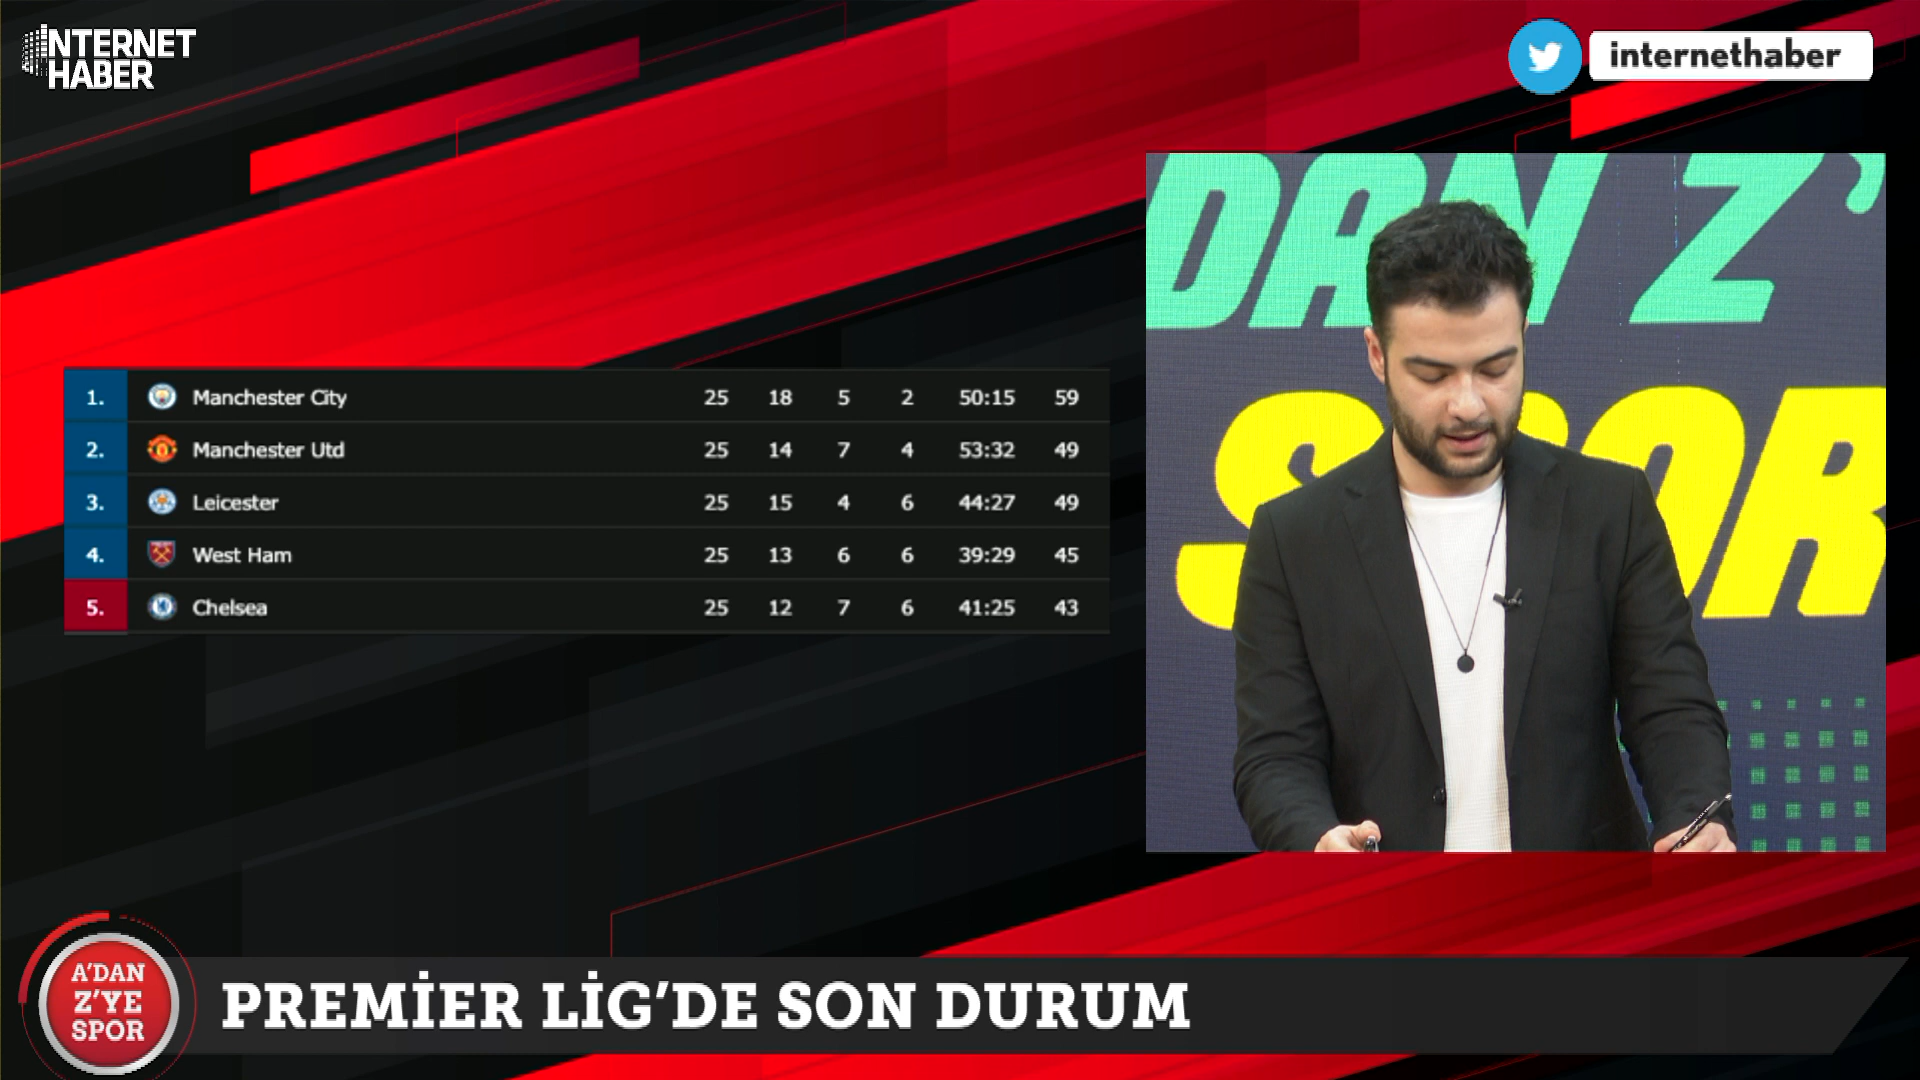 İNTERNET
HABER
internethaber
DAN Z'
SPOR
1. Manchester City 25 18 5 2 50:15 59
2. Manchester Utd 25 14 7 4 53:32 49
3. Leicester 25 15 4 6 44:27 49
4. West Ham 25 13 6 6 39:29 45
5. Chelsea 25 12 7 6 41:25 43
A'DAN
Z'YE
SPOR
PREMİER LİG'DE SON DURUM